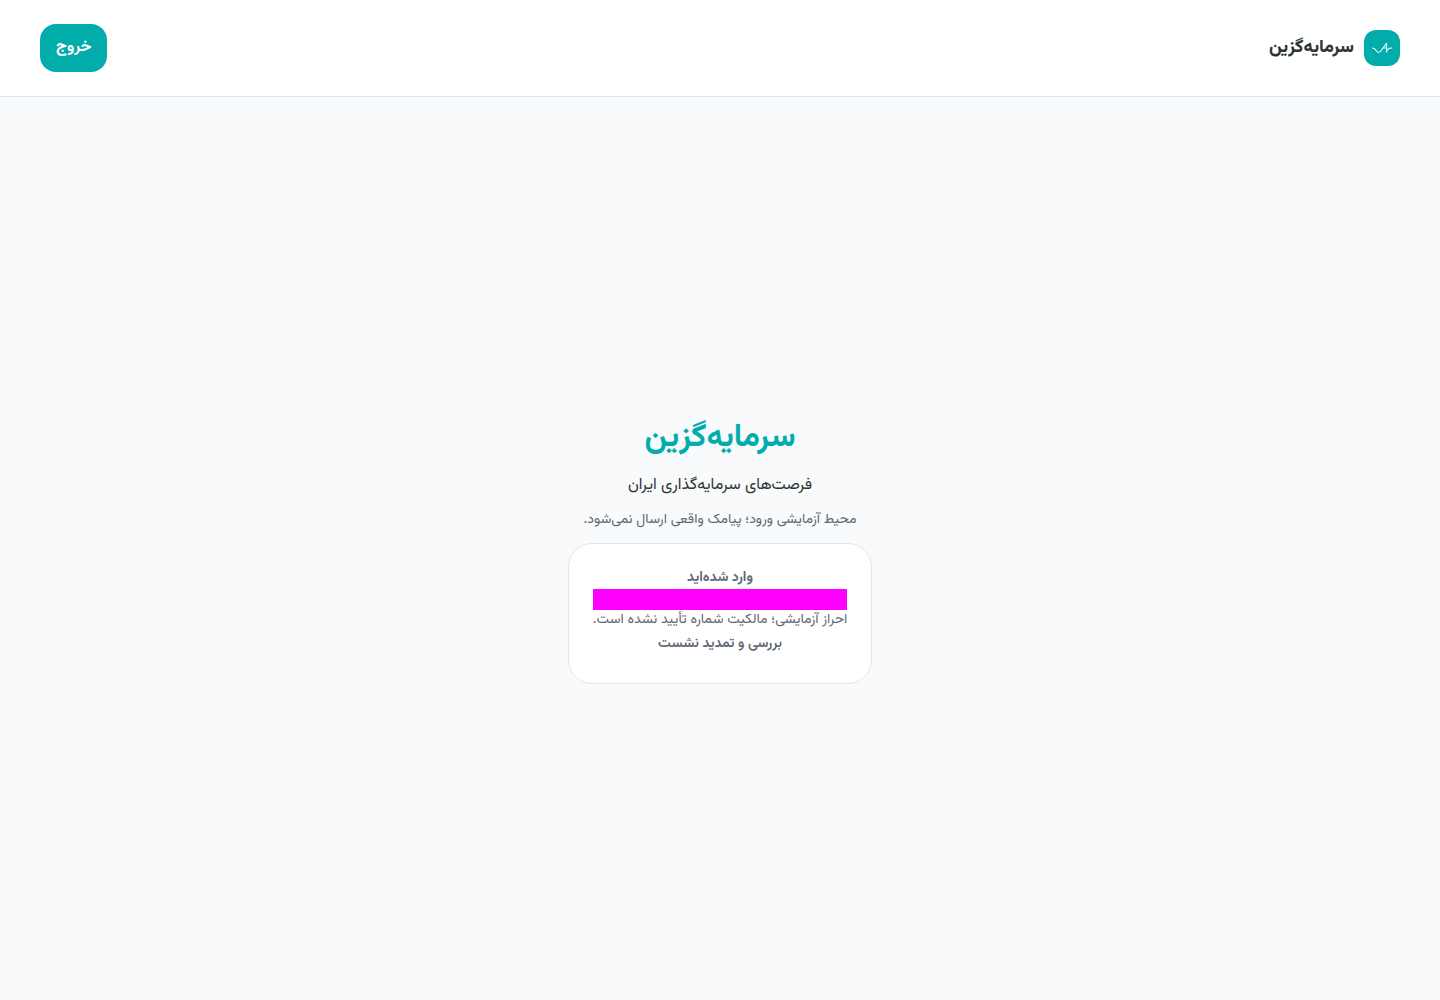 سرمایه‌گزین
خروج
سرمایه‌گزین
فرصت‌های سرمایه‌گذاری ایران
محیط آزمایشی ورود؛ پیامک واقعی ارسال نمی‌شود.
وارد شده‌اید
احراز آزمایشی؛ مالکیت شماره تأیید نشده است.
بررسی و تمدید نشست